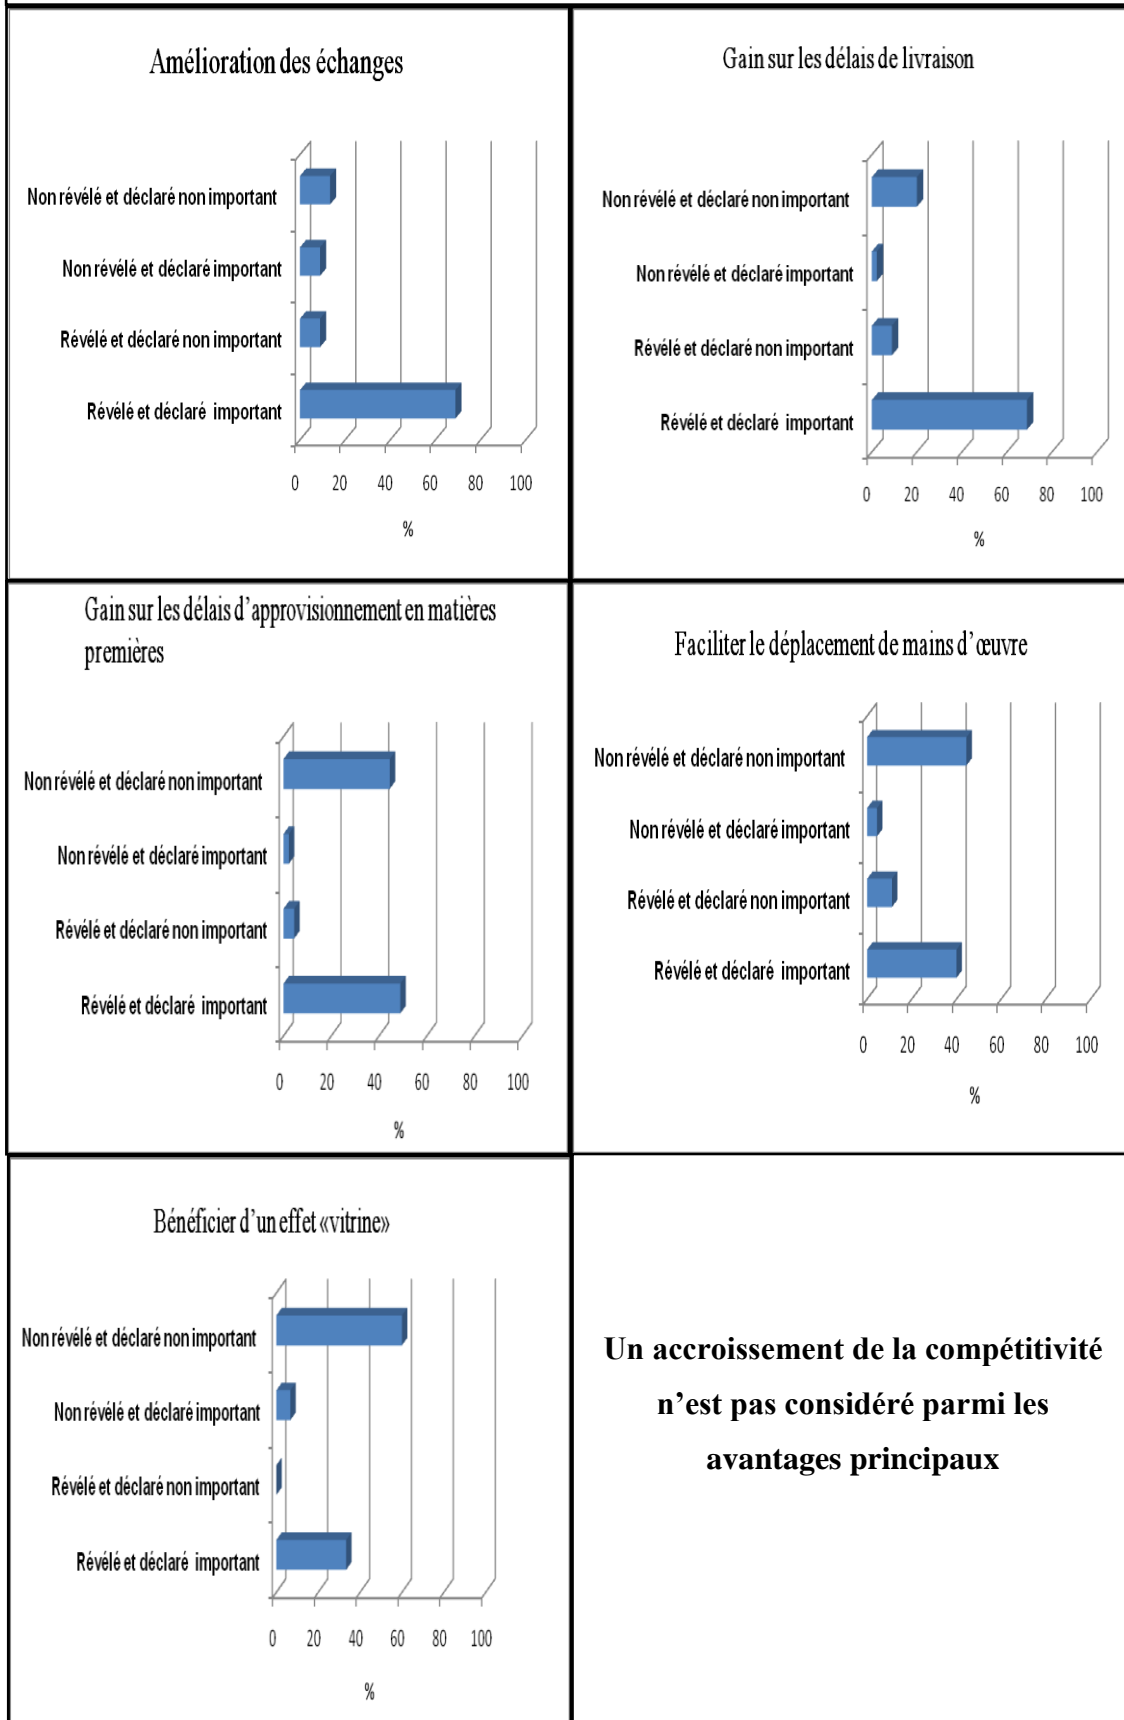 Amélioration des échanges
Non révélé et déclaré non important
Non révélé et déclaré important
Révélé et déclaré non important
Révélé et déclaré important
0 20 40 60 80 100
%
Gain sur les délais de livraison
Non révélé et déclaré non important
Non révélé et déclaré important
Révélé et déclaré non important
Révélé et déclaré important
0 20 40 60 80 100
%
Gain sur les délais d’approvisionnement en matières
premières
Non révélé et déclaré non important
Non révélé et déclaré important
Révélé et déclaré non important
Révélé et déclaré important
0 20 40 60 80 100
%
Faciliter le déplacement de mains d’œuvre
Non révélé et déclaré non important
Non révélé et déclaré important
Révélé et déclaré non important
Révélé et déclaré important
0 20 40 60 80 100
%
Bénéficier d’un effet «vitrine»
Non révélé et déclaré non important
Non révélé et déclaré important
Révélé et déclaré non important
Révélé et déclaré important
0 20 40 60 80 100
%
Un accroissement de la compétitivité
n’est pas considéré parmi les
avantages principaux